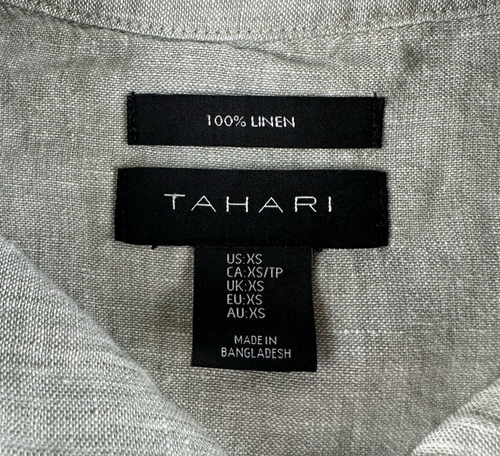 100% LINEN
TAHARI
US:XS
CA:XS/TP
UK:XS
EU:XS
AU:XS
MADE IN
BANGLADESH